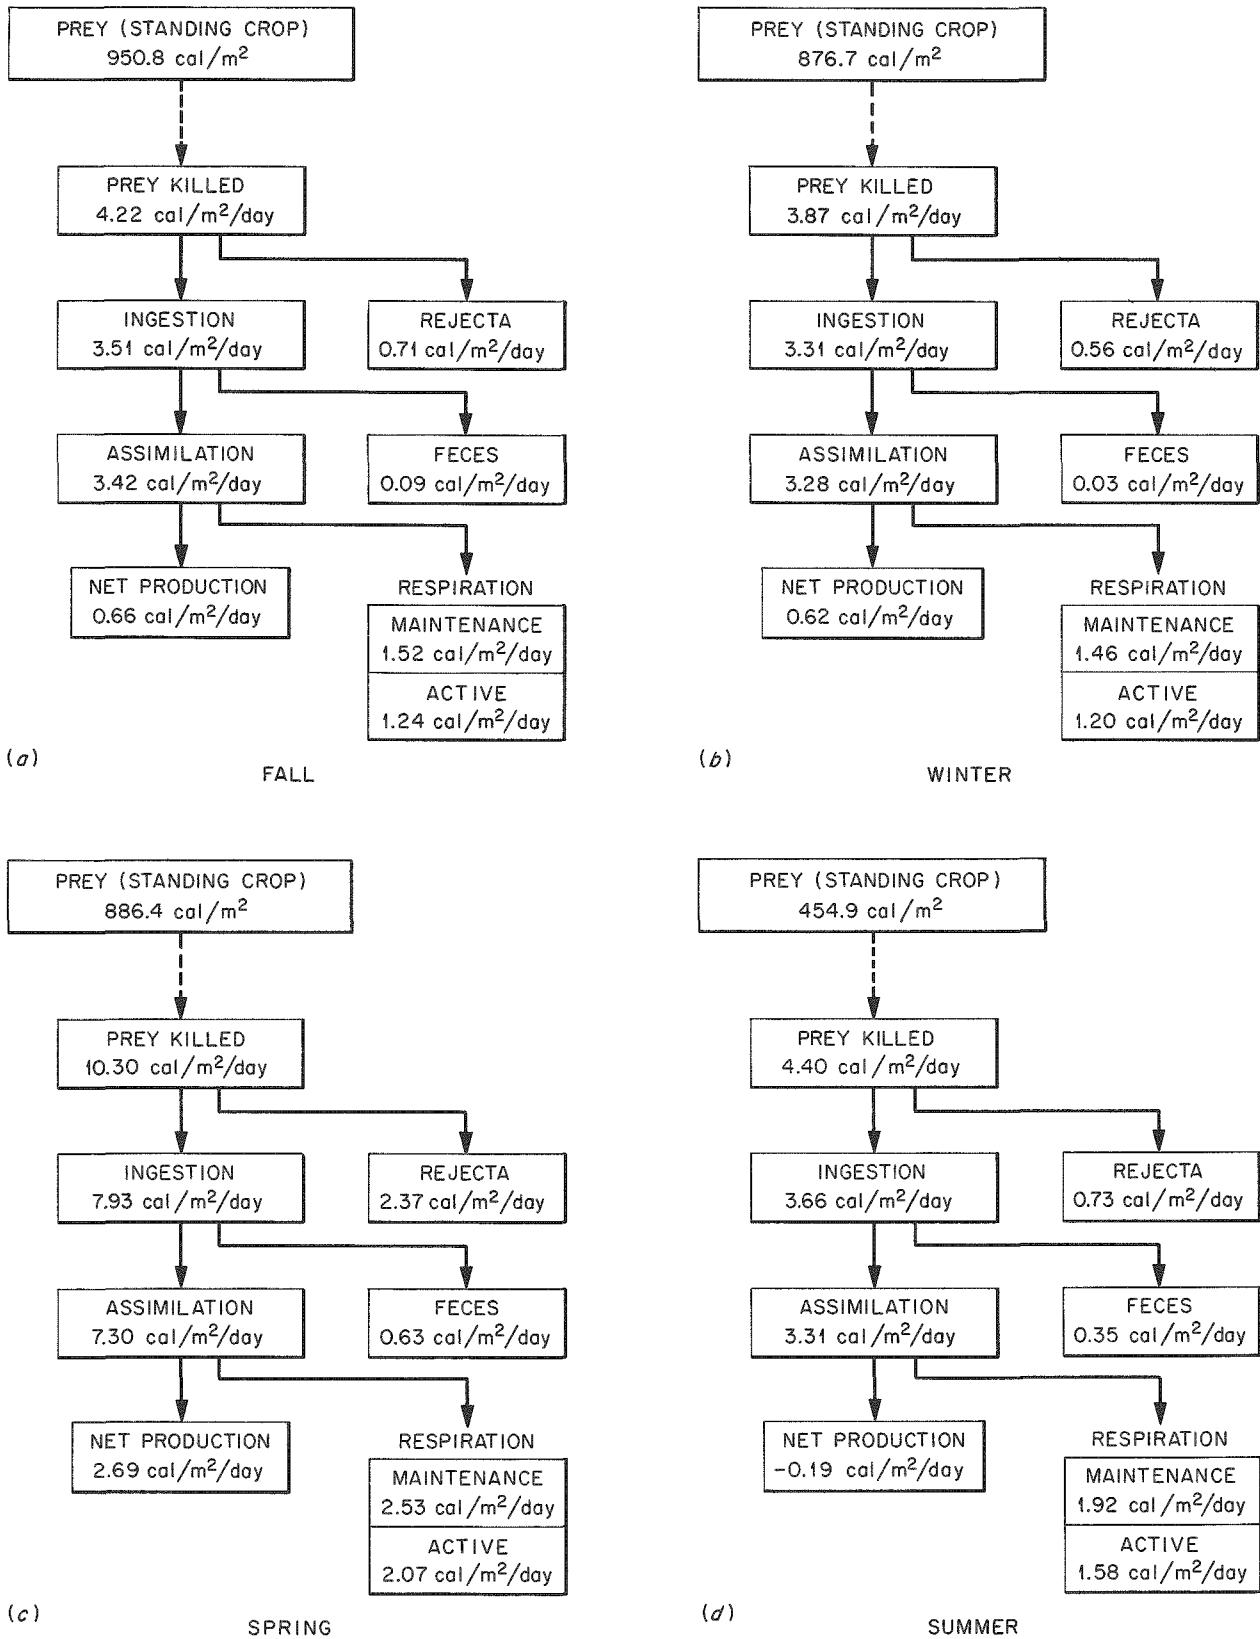 PREY (STANDING CROP)
950.8 cal/m²
PREY KILLED
4.22 cal/m²/day
INGESTION
3.51 cal/m²/day
REJECTA
0.71 cal/m²/day
ASSIMILATION
3.42 cal/m²/day
FECES
0.09 cal/m²/day
NET PRODUCTION
0.66 cal/m²/day
RESPIRATION
MAINTENANCE
1.52 cal/m²/day
ACTIVE
1.24 cal/m²/day
(a)
FALL
PREY (STANDING CROP)
876.7 cal/m²
PREY KILLED
3.87 cal/m²/day
INGESTION
3.31 cal/m²/day
REJECTA
0.56 cal/m²/day
ASSIMILATION
3.28 cal/m²/day
FECES
0.03 cal/m²/day
NET PRODUCTION
0.62 cal/m²/day
RESPIRATION
MAINTENANCE
1.46 cal/m²/day
ACTIVE
1.20 cal/m²/day
(b)
WINTER
PREY (STANDING CROP)
886.4 cal/m²
PREY KILLED
10.30 cal/m²/day
INGESTION
7.93 cal/m²/day
REJECTA
2.37 cal/m²/day
ASSIMILATION
7.30 cal/m²/day
FECES
0.63 cal/m²/day
NET PRODUCTION
2.69 cal/m²/day
RESPIRATION
MAINTENANCE
2.53 cal/m²/day
ACTIVE
2.07 cal/m²/day
(c)
SPRING
PREY (STANDING CROP)
454.9 cal/m²
PREY KILLED
4.40 cal/m²/day
INGESTION
3.66 cal/m²/day
REJECTA
0.73 cal/m²/day
ASSIMILATION
3.31 cal/m²/day
FECES
0.35 cal/m²/day
NET PRODUCTION
-0.19 cal/m²/day
RESPIRATION
MAINTENANCE
1.92 cal/m²/day
ACTIVE
1.58 cal/m²/day
(d)
SUMMER